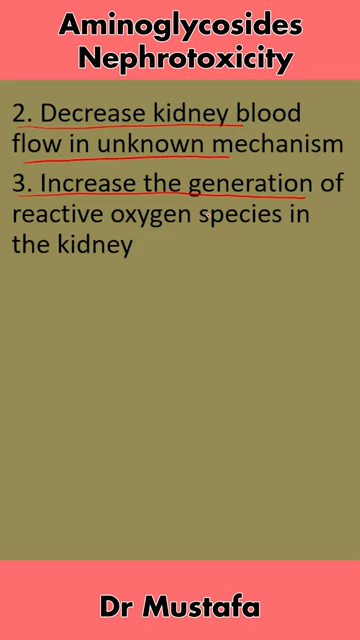 Aminoglycosides
Nephrotoxicity
2. Decrease kidney blood
flow in unknown mechanism
3. Increase the generation of
reactive oxygen species in
the kidney
Dr Mustafa